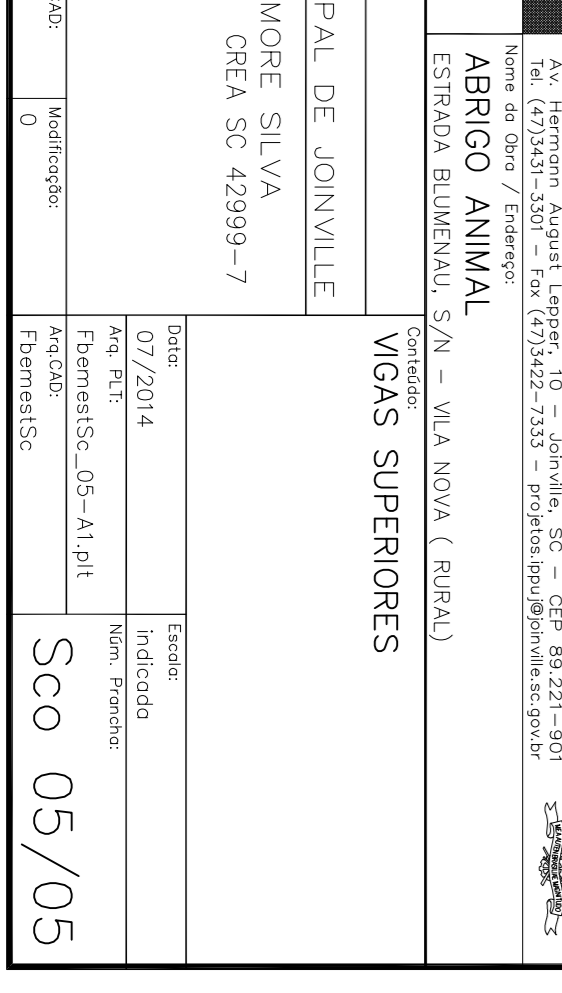 Av. Hermann August Lepper, 10 – Joinville, SC – CEP 89.221–901
Tel. (47)3431–3301 – Fax (47)3422–7333 – projetos.ippuj@joinville.sc.gov.br
Nome da Obra / Endereço:
ABRIGO ANIMAL
ESTRADA BLUMENAU, S/N – VILA NOVA ( RURAL)
Conteúdo:
VIGAS SUPERIORES
PAL DE JOINVILLE
MORE SILVA
CREA SC 42999–7
Data:
07/2014
Escala:
indicada
Arq. PLT:
FbemestSc_05–A1.plt
Núm. Prancha:
Sco 05/05
CAD:
Modificação:
0
Arq.CAD:
FbemestSc